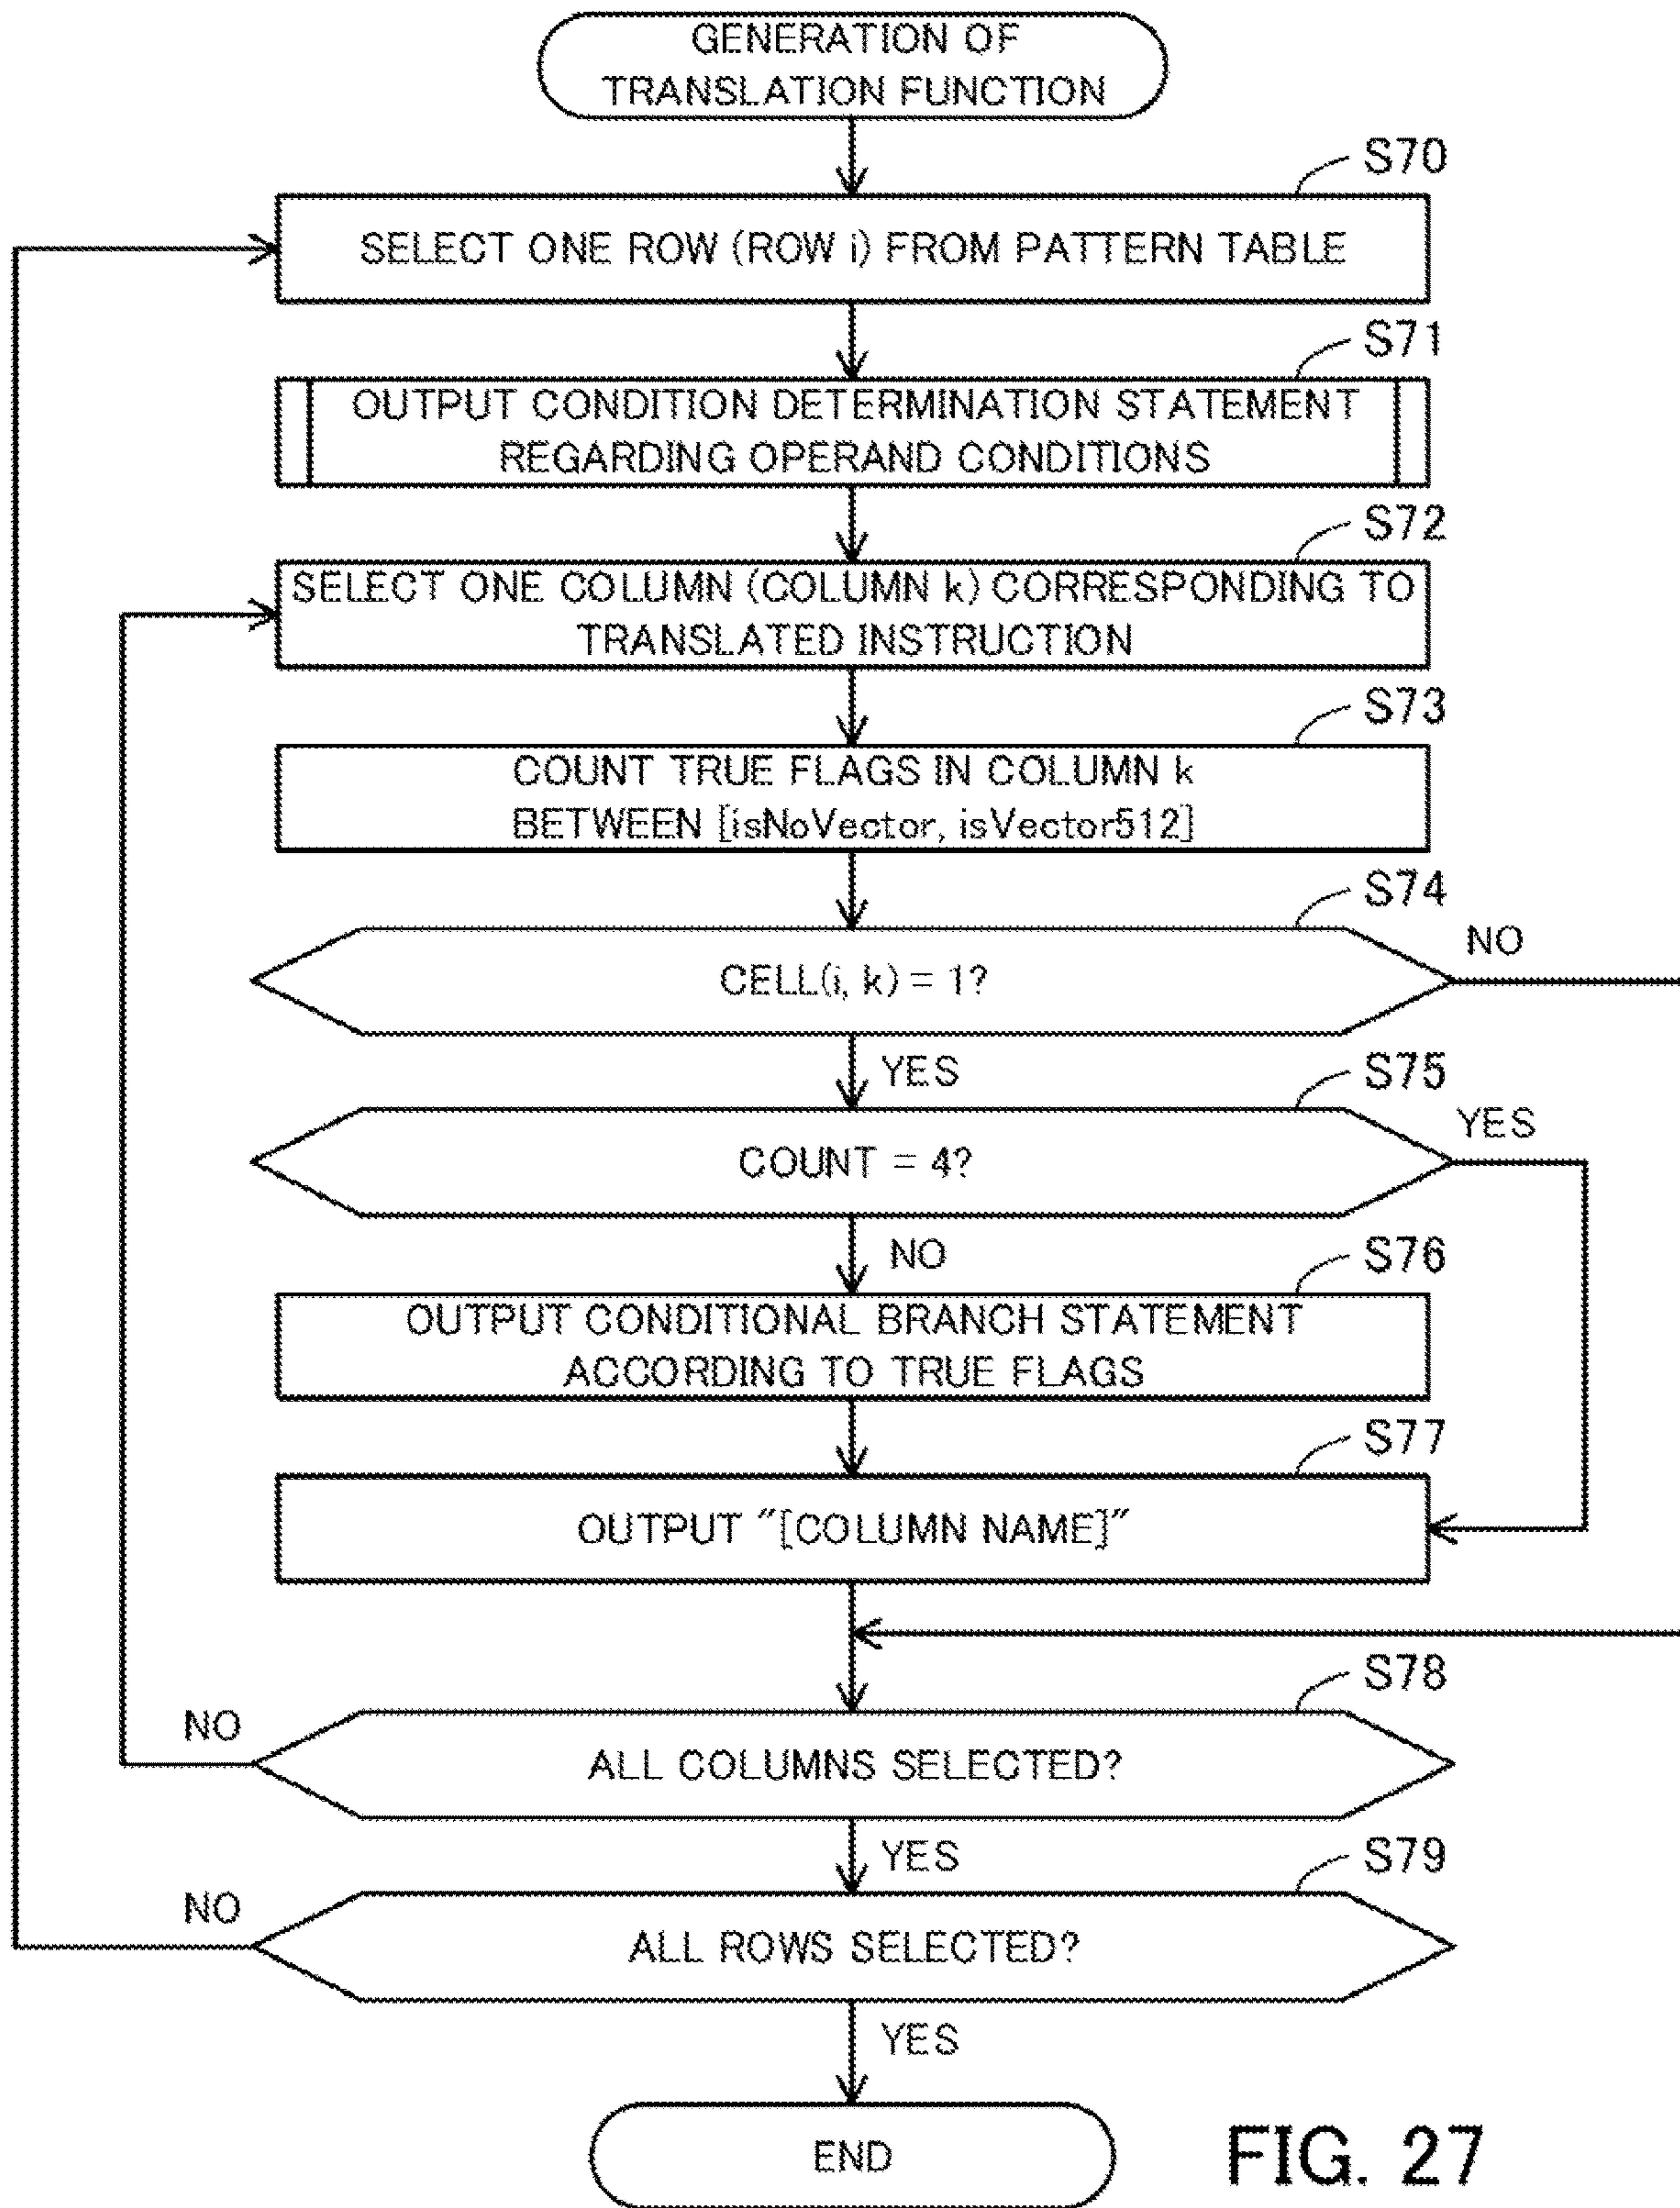 GENERATION OF
TRANSLATION FUNCTION
S70
SELECT ONE ROW (ROW i) FROM PATTERN TABLE
S71
OUTPUT CONDITION DETERMINATION STATEMENT
REGARDING OPERAND CONDITIONS
S72
SELECT ONE COLUMN (COLUMN k) CORRESPONDING TO
TRANSLATED INSTRUCTION
S73
COUNT TRUE FLAGS IN COLUMN k
BETWEEN [isNoVector, isVector512]
S74
NO
CELL(i, k) = 1?
YES
S75
YES
COUNT = 4?
NO
S76
OUTPUT CONDITIONAL BRANCH STATEMENT
ACCORDING TO TRUE FLAGS
S77
OUTPUT "[COLUMN NAME]"
S78
NO
ALL COLUMNS SELECTED?
YES
S79
NO
ALL ROWS SELECTED?
YES
END
FIG. 27